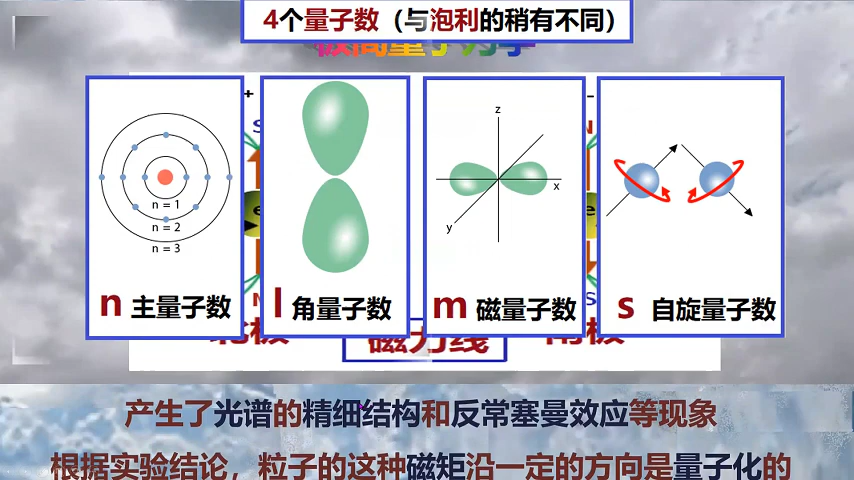 4个量子数（与泡利的稍有不同）
n = 1
n = 2
n = 3
z
x
y
n 主量子数
l 角量子数
m 磁量子数
s 自旋量子数
磁力线
产生了光谱的精细结构和反常塞曼效应等现象
根据实验结论，粒子的这种磁矩沿一定的方向是量子化的